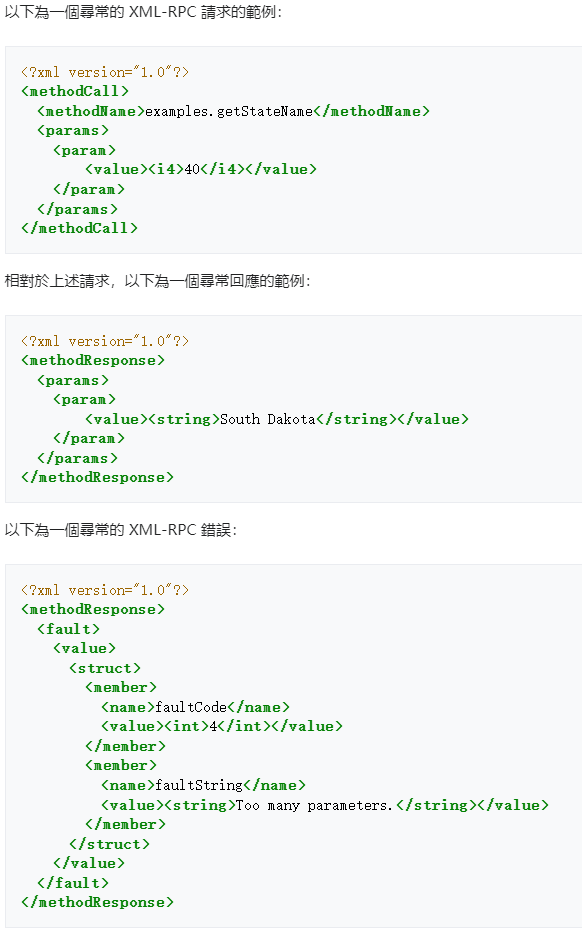 以下為一個尋常的 XML-RPC 請求的範例：
<?xml version="1.0"?>
<methodCall>
  <methodName>examples.getStateName</methodName>
  <params>
    <param>
        <value><i4>40</i4></value>
    </param>
  </params>
</methodCall>
相對於上述請求，以下為一個尋常回應的範例：
<?xml version="1.0"?>
<methodResponse>
  <params>
    <param>
        <value><string>South Dakota</string></value>
    </param>
  </params>
</methodResponse>
以下為一個尋常的 XML-RPC 錯誤：
<?xml version="1.0"?>
<methodResponse>
  <fault>
    <value>
      <struct>
        <member>
          <name>faultCode</name>
          <value><int>4</int></value>
        </member>
        <member>
          <name>faultString</name>
          <value><string>Too many parameters.</string></value>
        </member>
      </struct>
    </value>
  </fault>
</methodResponse>